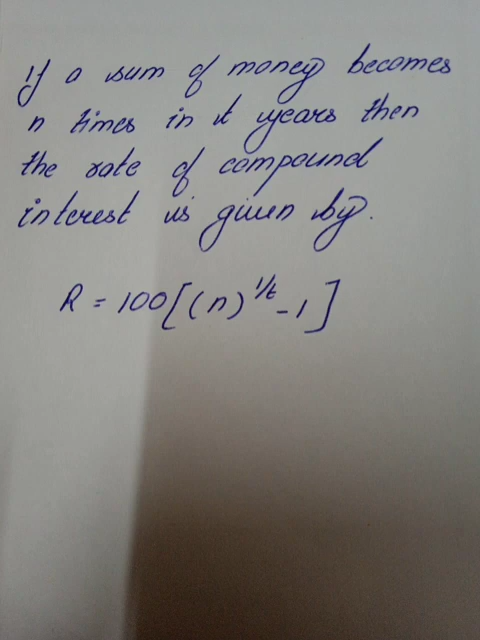 if a sum of money becomes
n times in t years then
the rate of compound
interest is given by.
R = 100[(n)^1/t - 1]